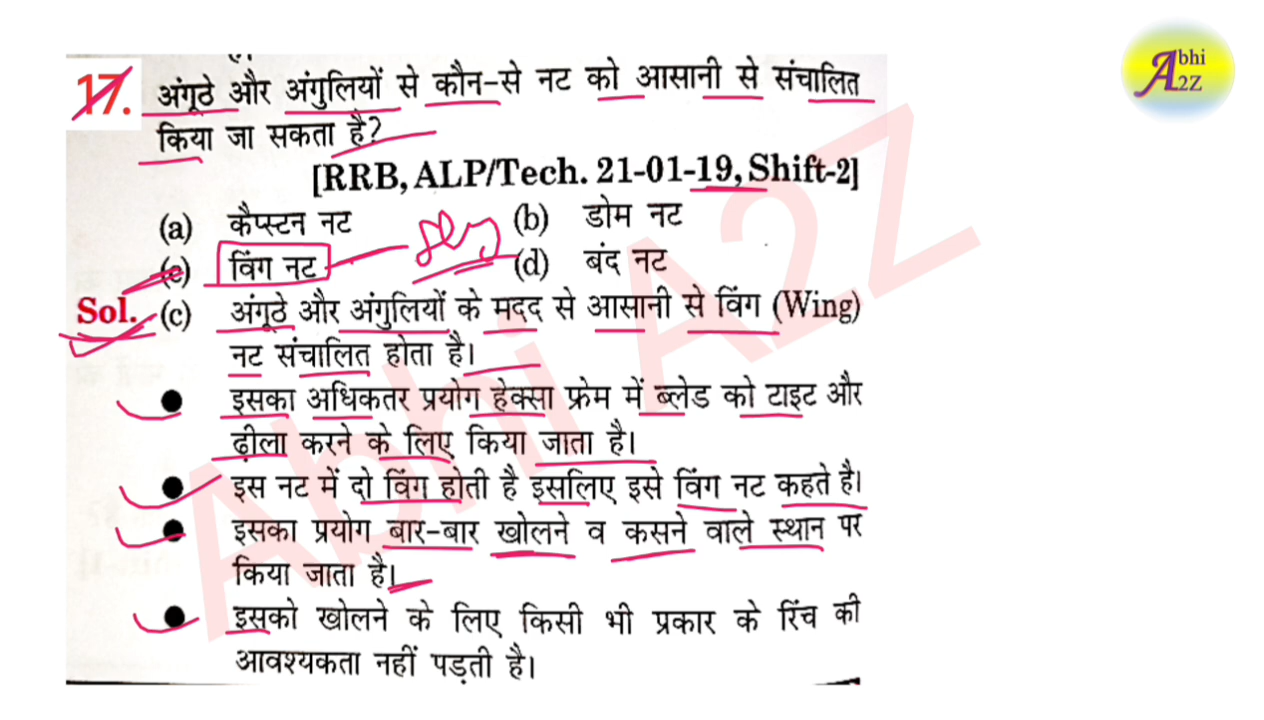 Abhi
A2Z
17. अंगूठे और अंगुलियों से कौन-से नट को आसानी से संचालित
किया जा सकता है?
[RRB, ALP/Tech. 21-01-19, Shift-2]
(a) कैप्स्टन नट (b) डोम नट
(c) विंग नट (d) बंद नट
Sol. (c) अंगूठे और अंगुलियों के मदद से आसानी से विंग (Wing)
नट संचालित होता है।
● इसका अधिकतर प्रयोग हेक्सा फ्रेम में ब्लेड को टाइट और
ढ़ीला करने के लिए किया जाता है।
● इस नट में दो विंग होती है इसलिए इसे विंग नट कहते है।
● इसका प्रयोग बार-बार खोलने व कसने वाले स्थान पर
किया जाता है।
● इसको खोलने के लिए किसी भी प्रकार के रिंच की
आवश्यकता नहीं पड़ती है।
Abhi A2Z